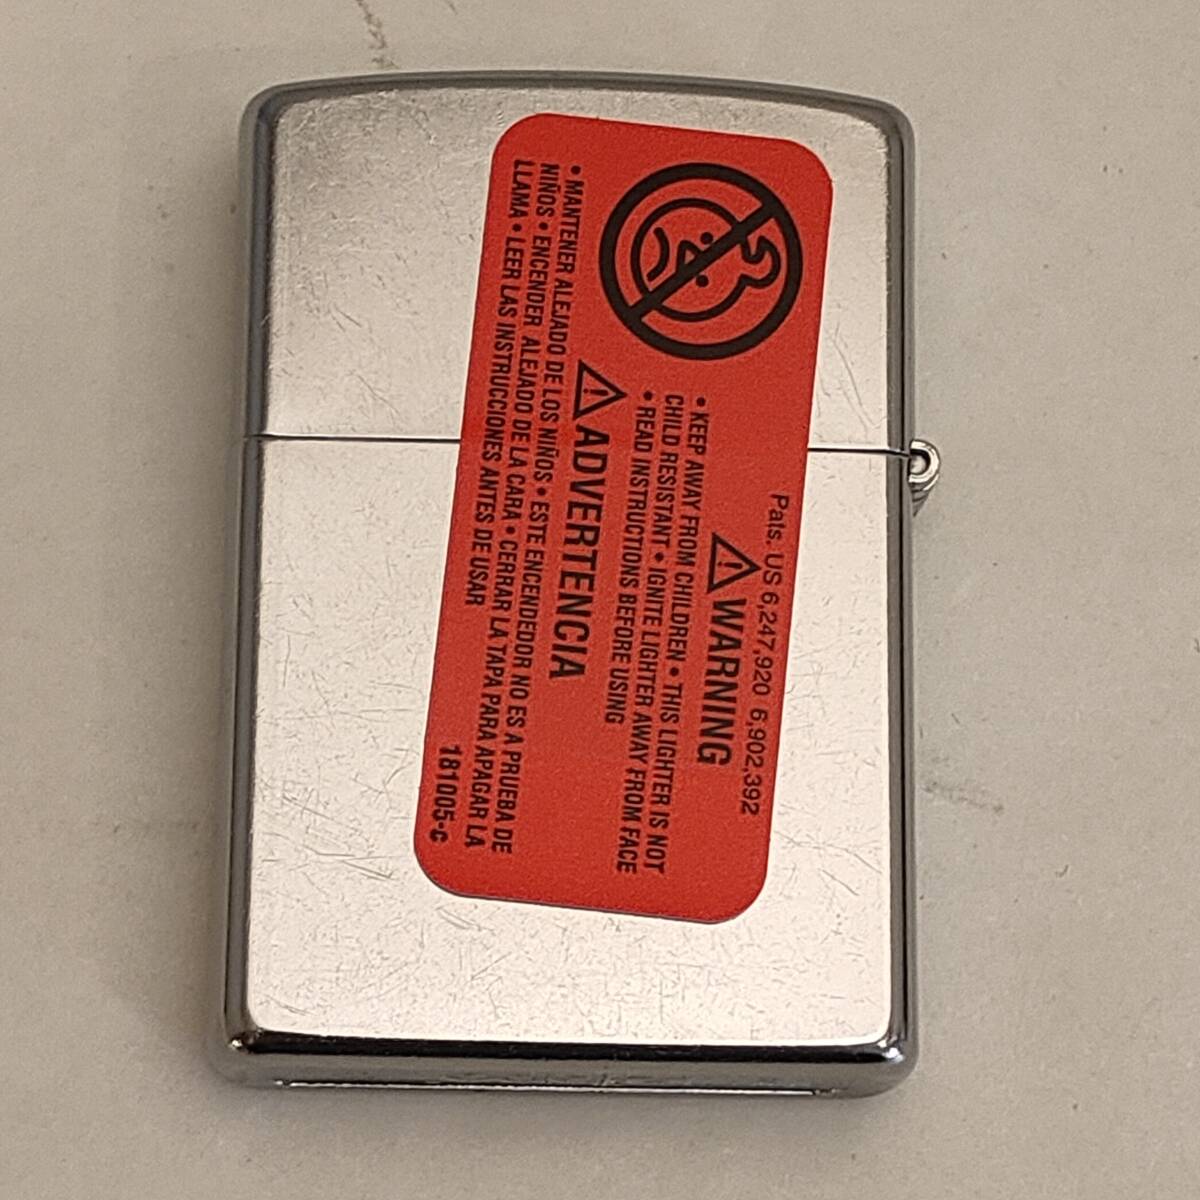 Pats. US 6,247,920 6,902,392
WARNING
• KEEP AWAY FROM CHILDREN • THIS LIGHTER IS NOT
CHILD RESISTANT • IGNITE LIGHTER AWAY FROM FACE
• READ INSTRUCTIONS BEFORE USING
ADVERTENCIA
• MANTENER ALEJADO DE LOS NIÑOS • ESTE ENCENDEDOR NO ES A PRUEBA DE
NIÑOS • ENCENDER ALEJADO DE LA CARA • CERRAR LA TAPA PARA APAGAR LA
LLAMA • LEER LAS INSTRUCCIONES ANTES DE USAR
181005-c